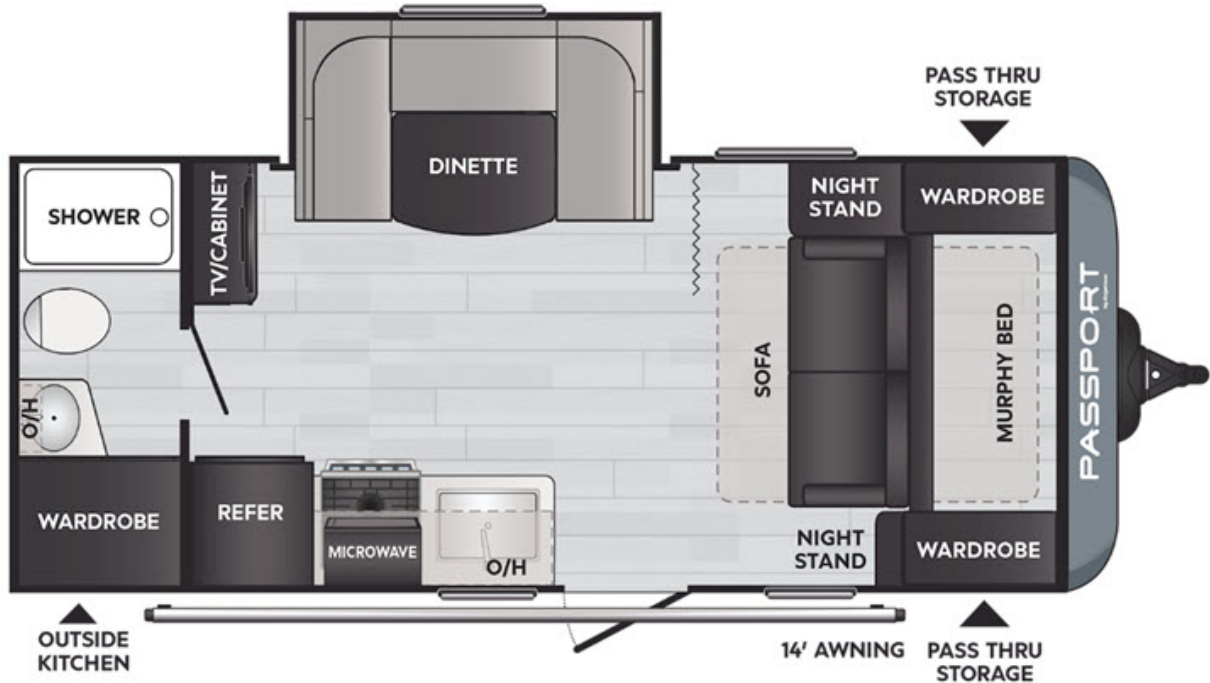 PASS THRU
STORAGE
DINETTE
SHOWER
TV/CABINET
NIGHT
STAND
WARDROBE
SOFA
MURPHY BED
PASSPORT
O/H
WARDROBE
REFER
MICROWAVE
O/H
NIGHT
STAND
WARDROBE
OUTSIDE
KITCHEN
14' AWNING
PASS THRU
STORAGE